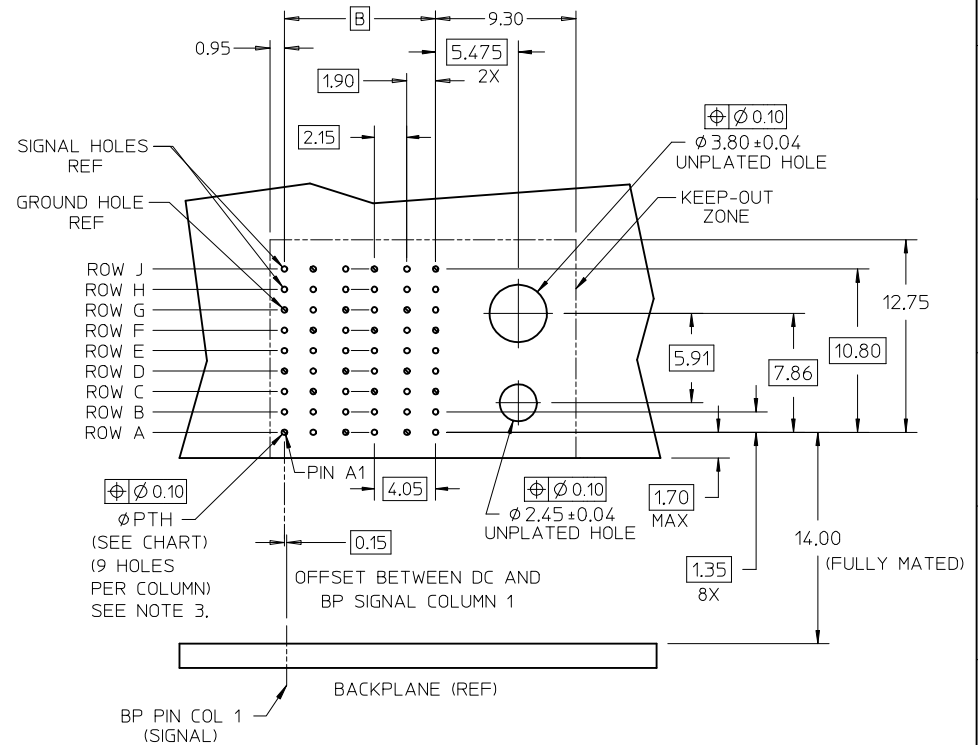 B
9.30
0.95
5.475
2X
1.90
2.15
⌖ Ø 0.10
Ø 3.80 ±0.04
UNPLATED HOLE
SIGNAL HOLES
REF
GROUND HOLE
REF
KEEP-OUT
ZONE
ROW J
ROW H
ROW G
ROW F
ROW E
ROW D
ROW C
ROW B
ROW A
12.75
10.80
7.86
5.91
PIN A1
4.05
⌖ Ø 0.10
Ø PTH
(SEE CHART)
(9 HOLES
PER COLUMN)
SEE NOTE 3.
⌖ Ø 0.10
Ø 2.45 ±0.04
UNPLATED HOLE
1.70
MAX
0.15
OFFSET BETWEEN DC AND
BP SIGNAL COLUMN 1
1.35
8X
14.00
(FULLY MATED)
BACKPLANE (REF)
BP PIN COL 1
(SIGNAL)